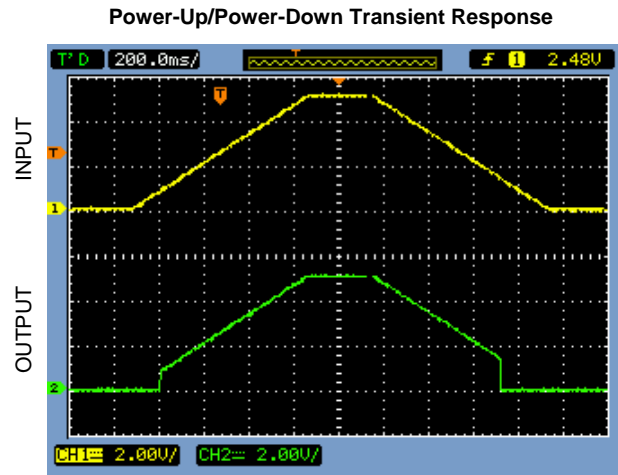 Power-Up/Power-Down Transient Response
T'D 200.0ms/ T 1 2.48V
T
INPUT
T
1
OUTPUT
2
CH1 2.00V/ CH2 2.00V/